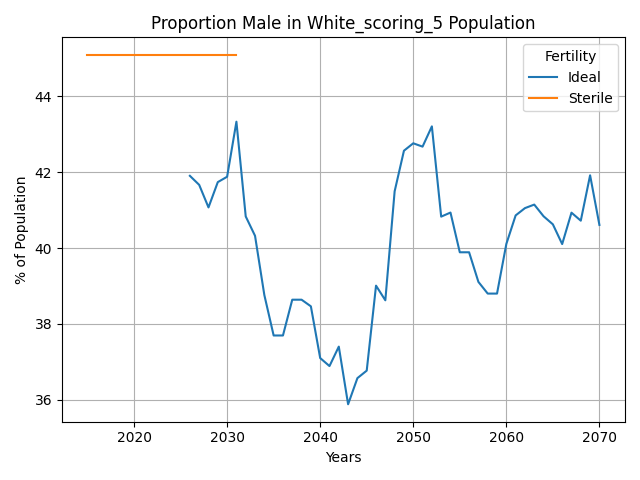 Proportion Male in White_scoring_5 Population
Fertility
Ideal
Sterile
% of Population
44
42
40
38
36
2020
2030
2040
2050
2060
2070
Years